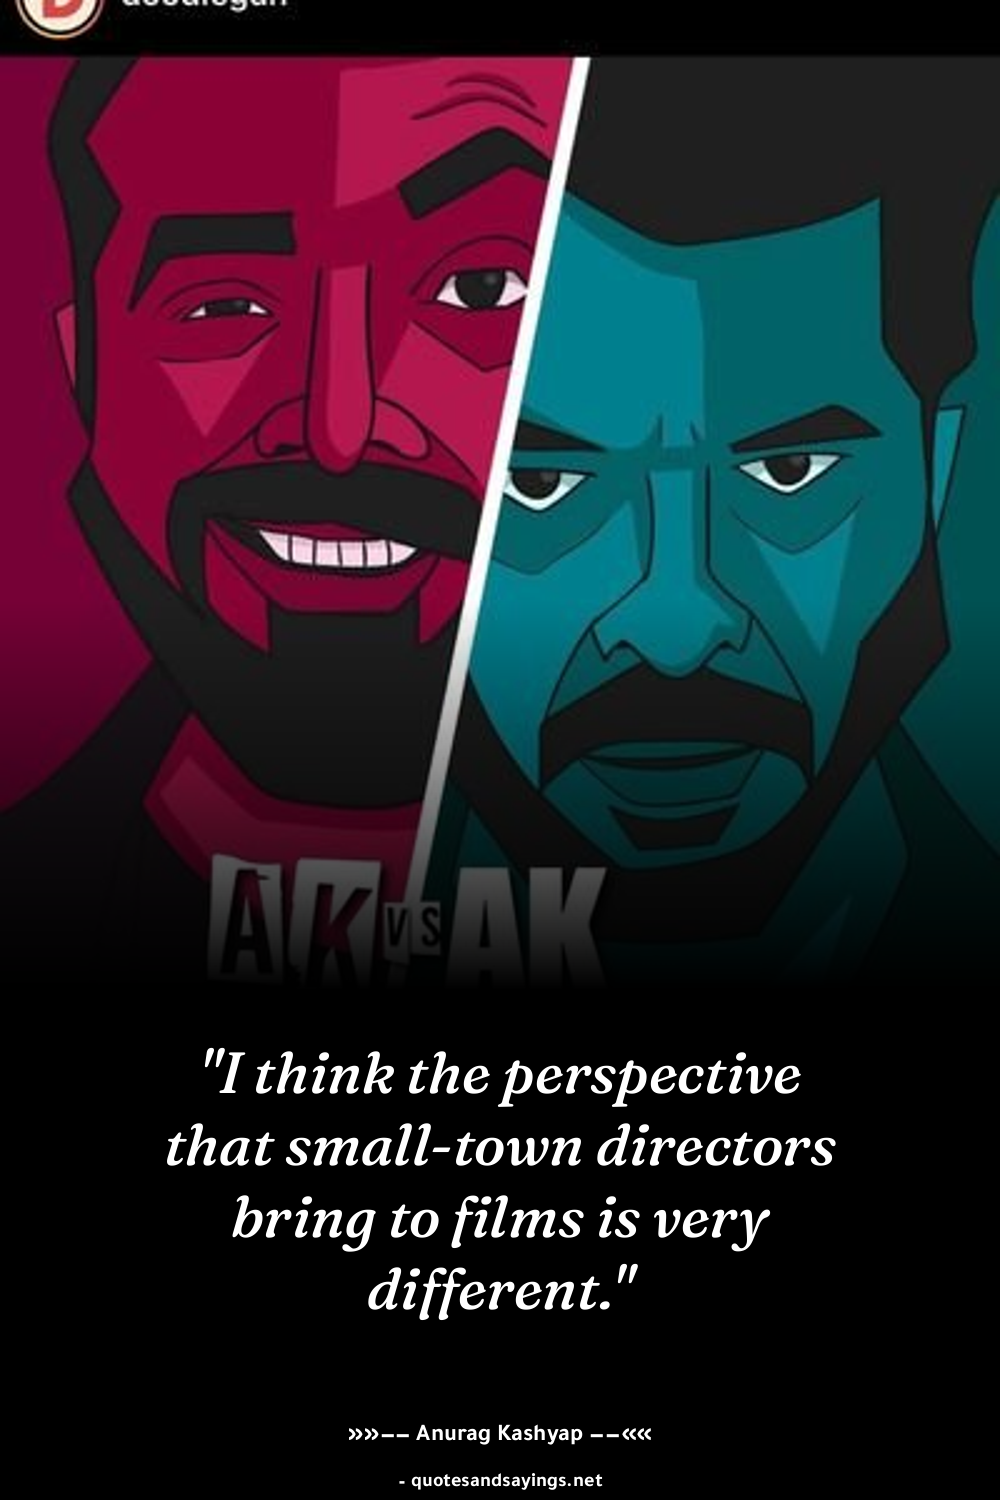 AK VS AK
"I think the perspective
that small-town directors
bring to films is very
different."
»»–– Anurag Kashyap ––««
- quotesandsayings.net